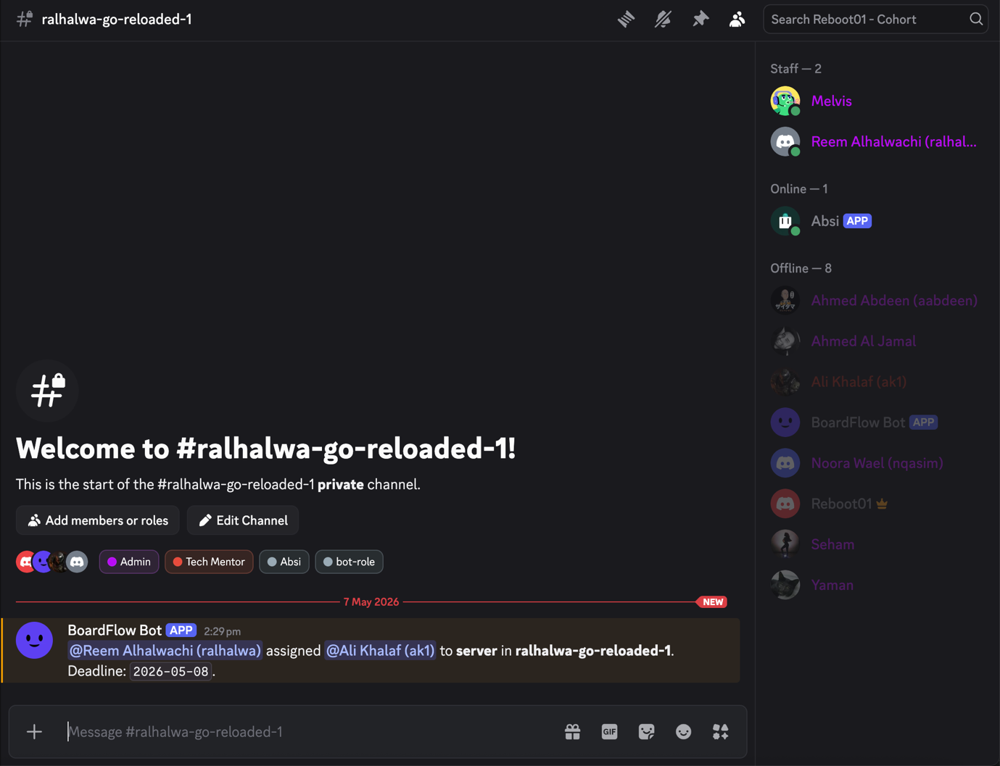 ralhalwa-go-reloaded-1
Search Reboot01 - Cohort
Staff — 2
Melvis
Reem Alhalwachi (ralhal...
Online — 1
Absi APP
Offline — 8
Ahmed Abdeen (aabdeen)
Ahmed Al Jamal
Ali Khalaf (ak1)
BoardFlow Bot APP
Noora Wael (nqasim)
Reboot01
Seham
Yaman
Welcome to #ralhalwa-go-reloaded-1!
This is the start of the #ralhalwa-go-reloaded-1 private channel.
Add members or roles Edit Channel
Admin Tech Mentor Absi bot-role
7 May 2026 NEW
BoardFlow Bot APP 2:29 pm
@Reem Alhalwachi (ralhalwa) assigned @Ali Khalaf (ak1) to server in ralhalwa-go-reloaded-1.
Deadline: 2026-05-08.
Message #ralhalwa-go-reloaded-1
GIF